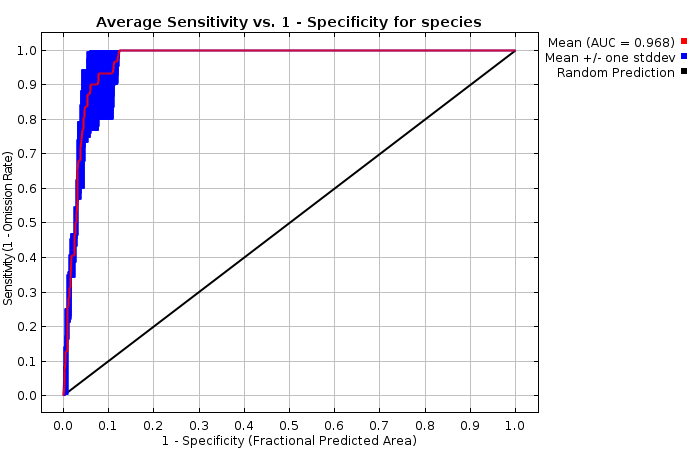 Average Sensitivity vs. 1 - Specificity for species
Mean (AUC = 0.968)
Mean +/- one stddev
Random Prediction
Sensitivity (1 - Omission Rate)
1.0
0.9
0.8
0.7
0.6
0.5
0.4
0.3
0.2
0.1
0.0
0.0 0.1 0.2 0.3 0.4 0.5 0.6 0.7 0.8 0.9 1.0
1 - Specificity (Fractional Predicted Area)